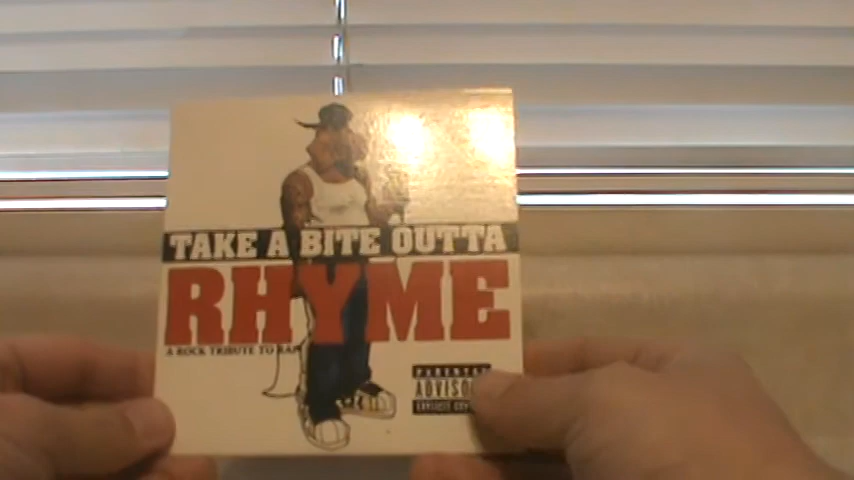 TAKE A BITE OUTTA
RHYME
A ROCK TRIBUTE TO RAP
PARENTAL
ADVISORY